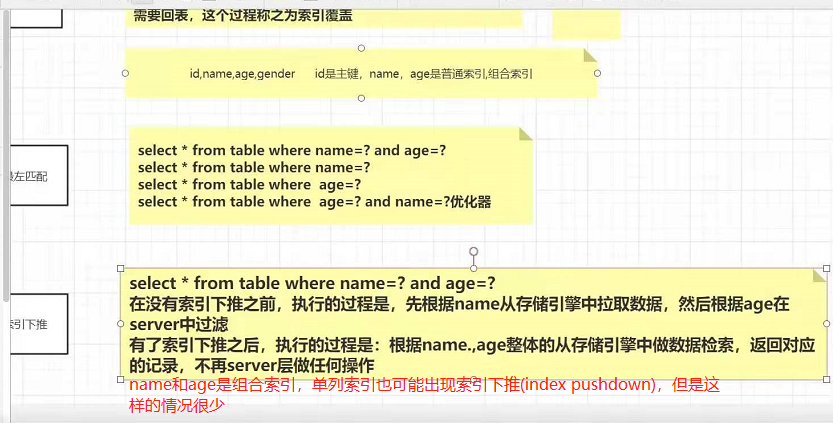 需要回表，这个过程称之为索引覆盖
id,name,age,gender id是主键，name，age是普通索引,组合索引
select * from table where name=? and age=?
select * from table where name=?
左匹配
select * from table where age=?
select * from table where age=? and name=?优化器
select * from table where name=? and age=?
在没有索引下推之前，执行的过程是，先根据name从存储引擎中拉取数据，然后根据age在
索引下推
server中过滤
有了索引下推之后，执行的过程是：根据name.,age整体的从存储引擎中做数据检索，返回对应
的记录，不再server层做任何操作
name和age是组合索引，单列索引也可能出现索引下推(index pushdown)，但是这
样的情况很少